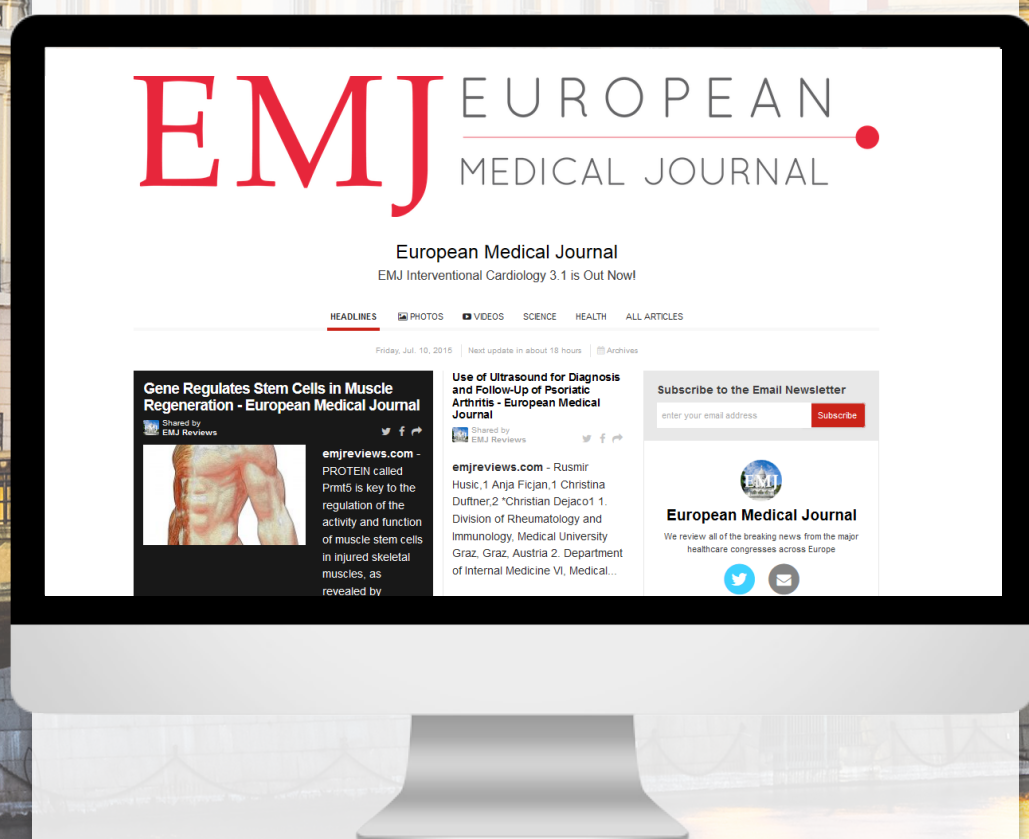 EMJ EUROPEAN
MEDICAL JOURNAL
European Medical Journal
EMJ Interventional Cardiology 3.1 is Out Now!
HEADLINES PHOTOS VIDEOS SCIENCE HEALTH ALL ARTICLES
Friday, Jul. 10, 2015 Next update in about 18 hours Archives
Gene Regulates Stem Cells in Muscle
Regeneration - European Medical Journal
Shared by
EMJ Reviews
emjreviews.com -
PROTEIN called
Prmt5 is key to the
regulation of the
activity and function
of muscle stem cells
in injured skeletal
muscles, as
revealed by
Use of Ultrasound for Diagnosis
and Follow-Up of Psoriatic
Arthritis - European Medical
Journal
Shared by
EMJ Reviews
emjreviews.com - Rusmir
Husic,1 Anja Ficjan,1 Christina
Duftner,2 *Christian Dejaco1 1.
Division of Rheumatology and
Immunology, Medical University
Graz, Graz, Austria 2. Department
of Internal Medicine VI, Medical...
Subscribe to the Email Newsletter
enter your email address Subscribe
EMJ
European Medical Journal
We review all of the breaking news from the major
healthcare congresses across Europe